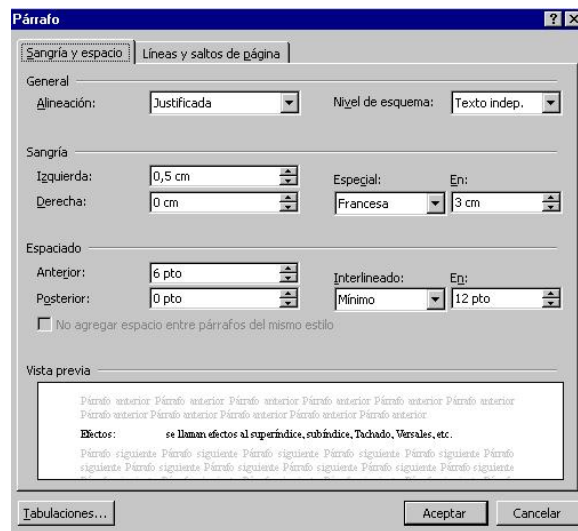 Párrafo
Sangría y espacio Líneas y saltos de página
General
Alineación: Justificada Nivel de esquema: Texto indep.
Sangría
Izquierda: 0,5 cm Especial: En:
Derecha: 0 cm Francesa 3 cm
Espaciado
Anterior: 6 pto Interlineado: En:
Posterior: 0 pto Mínimo 12 pto
No agregar espacio entre párrafos del mismo estilo
Vista previa
Párrafo anterior Párrafo anterior Párrafo anterior Párrafo anterior Párrafo anterior Párrafo anterior
Párrafo anterior Párrafo anterior Párrafo anterior Párrafo anterior Párrafo anterior
Efectos: se llaman efectos al superíndice, subíndice, Tachado, Versales, etc.
Párrafo siguiente Párrafo siguiente Párrafo siguiente Párrafo siguiente Párrafo siguiente Párrafo
siguiente Párrafo siguiente Párrafo siguiente Párrafo siguiente Párrafo siguiente Párrafo siguiente
Tabulaciones... Aceptar Cancelar